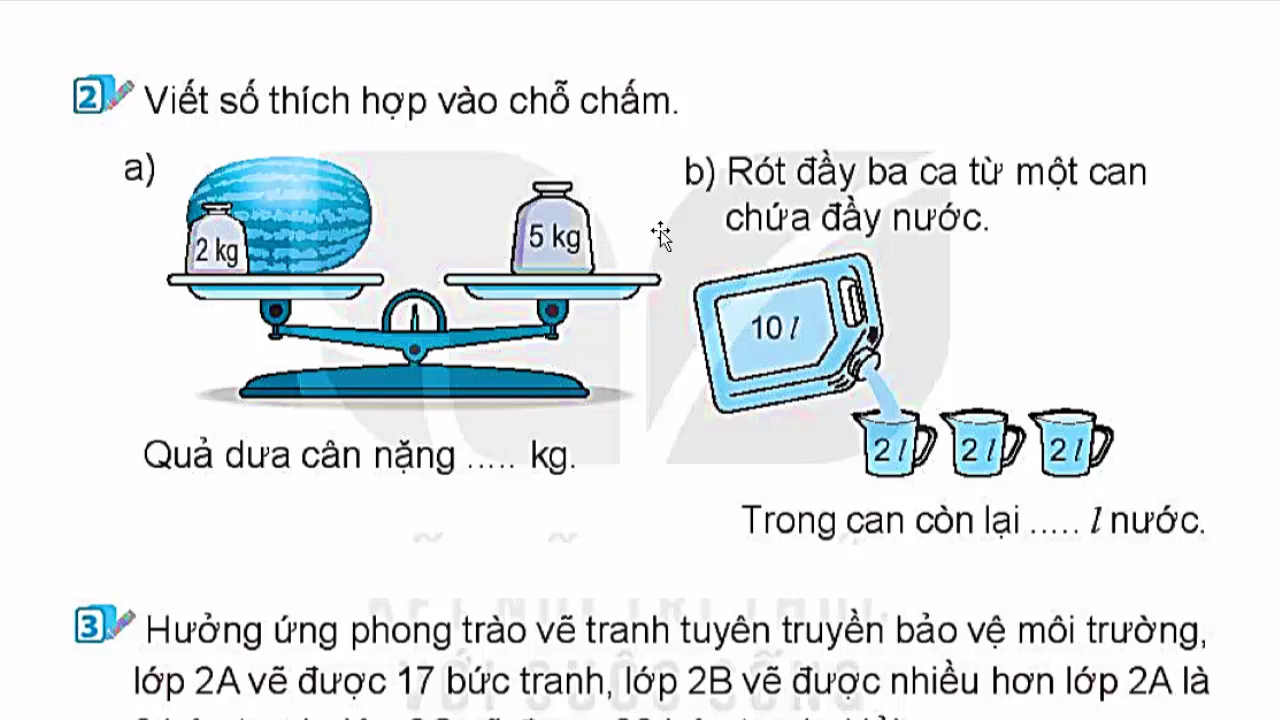 2 Viết số thích hợp vào chỗ chấm.
a)
2 kg
5 kg
Quả dưa cân nặng ..... kg.
b) Rót đầy ba ca từ một can
chứa đầy nước.
10 l
2 l 2 l 2 l
Trong can còn lại ..... l nước.
3 Hưởng ứng phong trào vẽ tranh tuyên truyền bảo vệ môi trường,
lớp 2A vẽ được 17 bức tranh, lớp 2B vẽ được nhiều hơn lớp 2A là